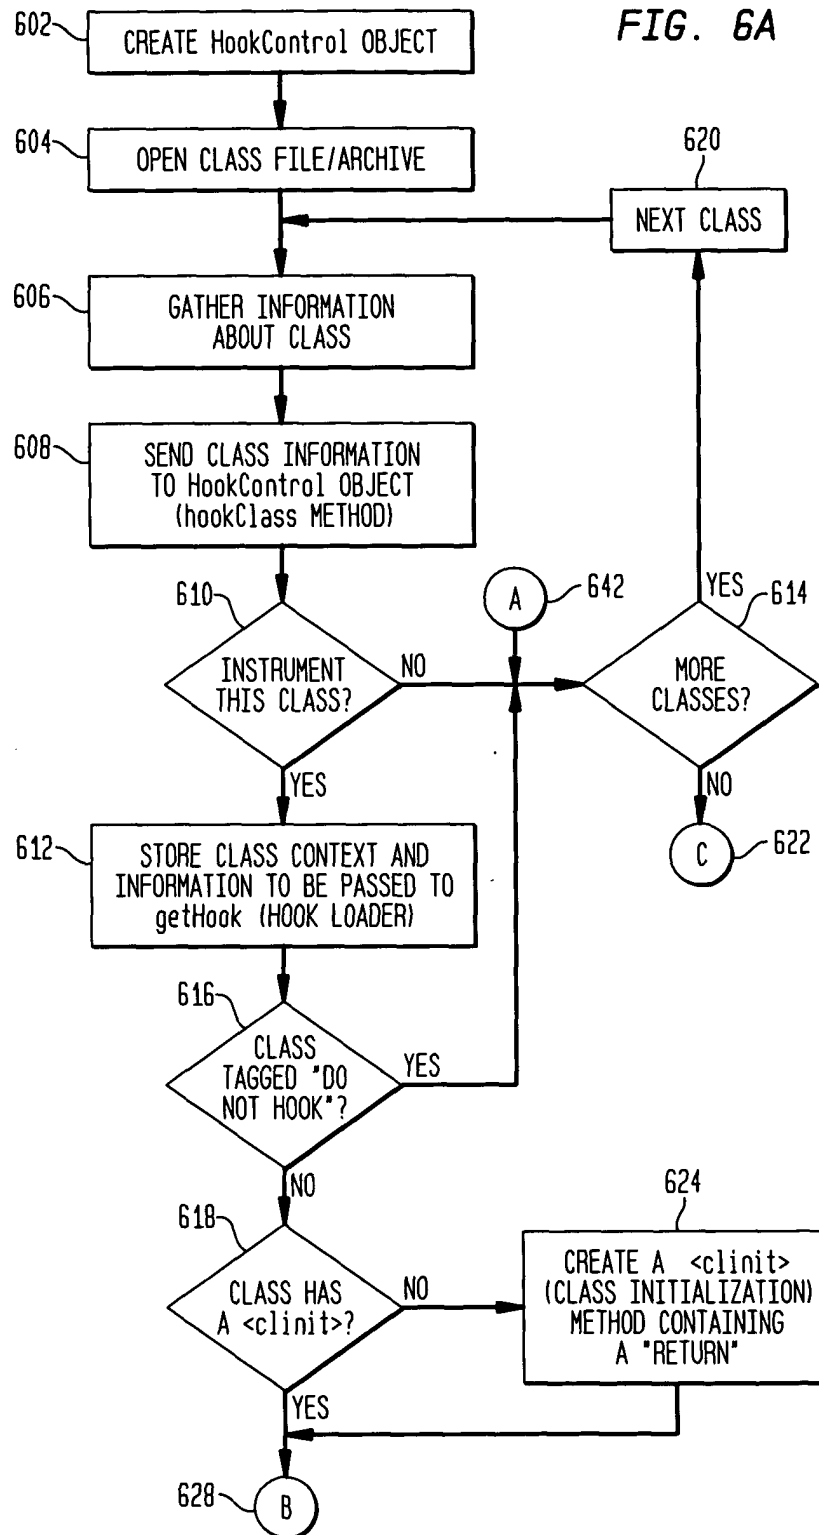 FIG. 6A
602
CREATE HookControl OBJECT
604
OPEN CLASS FILE/ARCHIVE
620
NEXT CLASS
606
GATHER INFORMATION
ABOUT CLASS
608
SEND CLASS INFORMATION
TO HookControl OBJECT
(hookClass METHOD)
610
INSTRUMENT
THIS CLASS?
NO
YES
A
642
YES
614
MORE
CLASSES?
NO
C
622
612
STORE CLASS CONTEXT AND
INFORMATION TO BE PASSED TO
getHook (HOOK LOADER)
616
CLASS
TAGGED "DO
NOT HOOK"?
YES
NO
618
CLASS HAS
A <clinit>?
NO
YES
624
CREATE A <clinit>
(CLASS INITIALIZATION)
METHOD CONTAINING
A "RETURN"
628
B